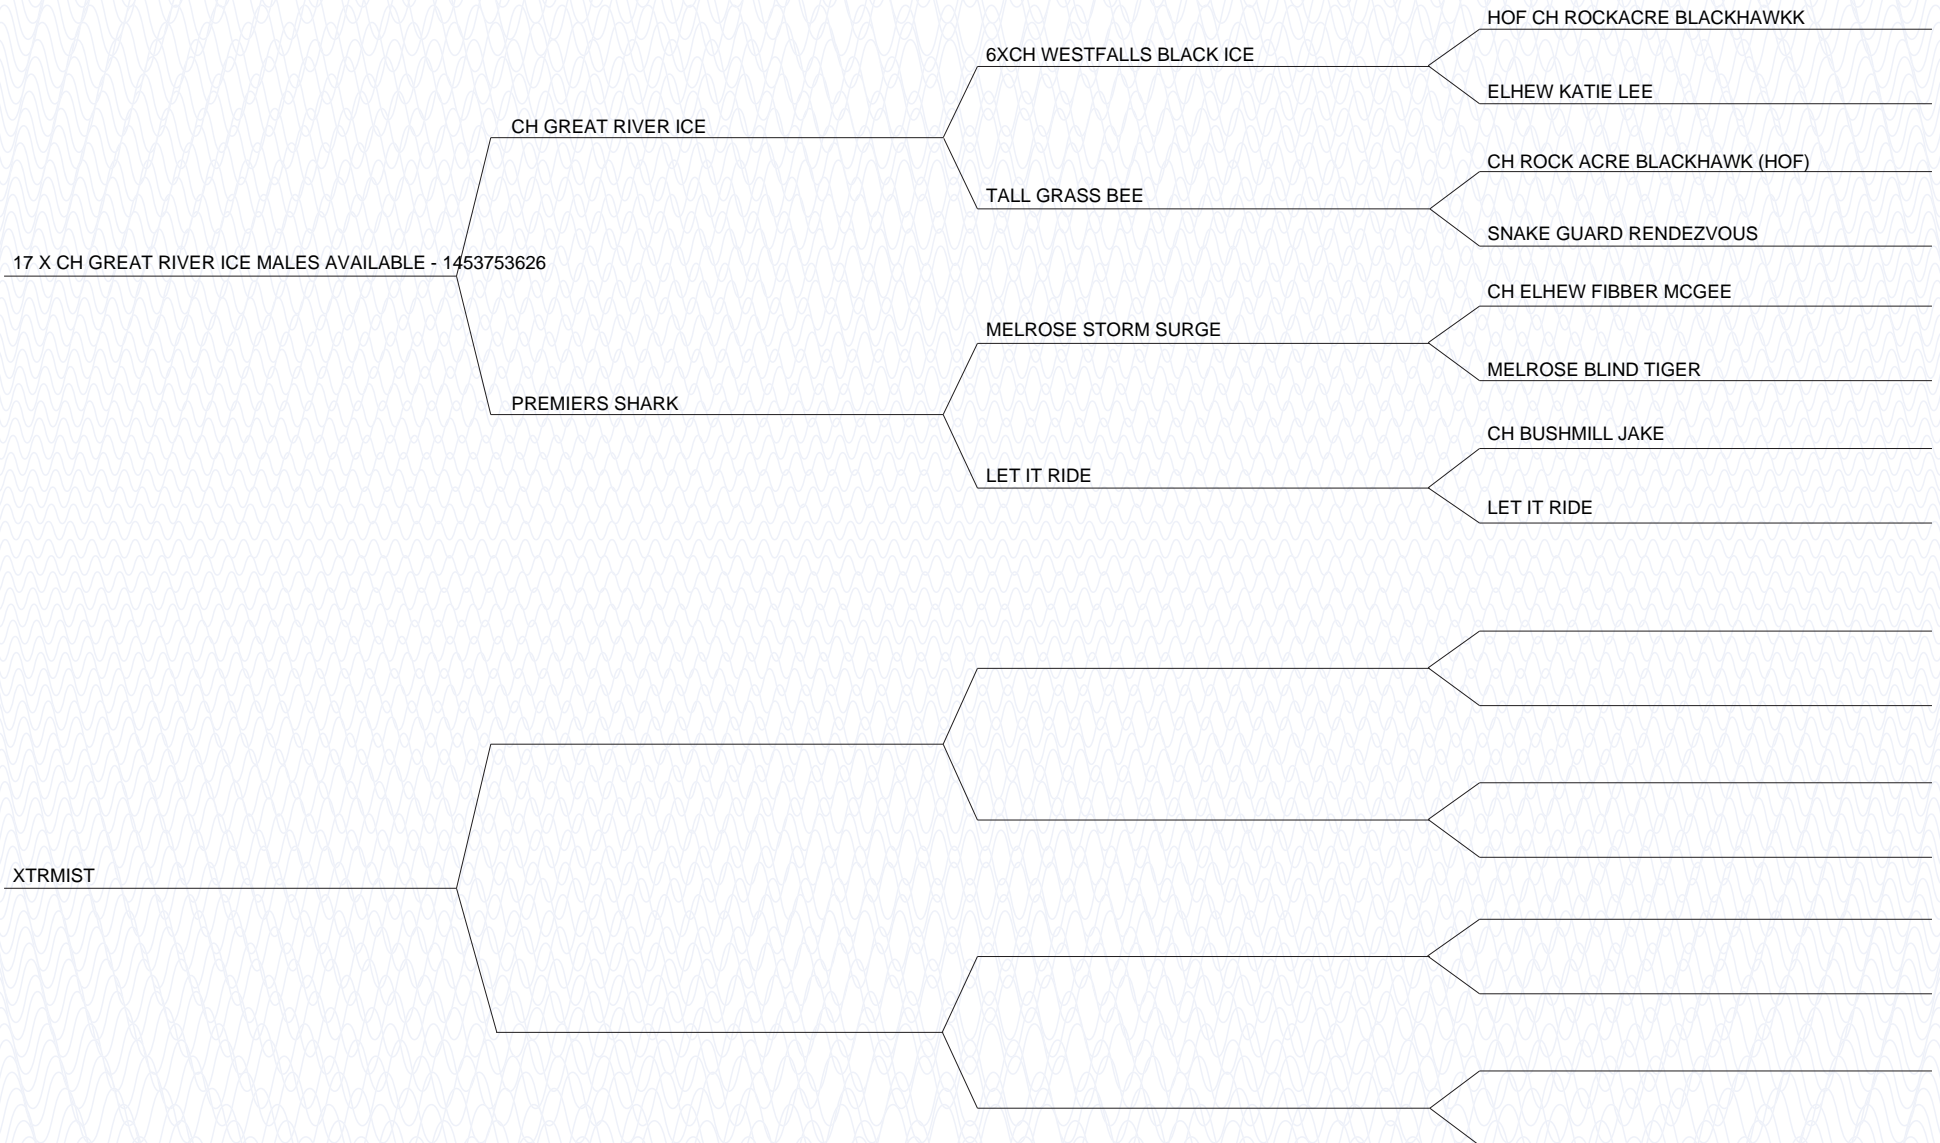 HOF CH ROCKACRE BLACKHAWKK
6XCH WESTFALLS BLACK ICE
ELHEW KATIE LEE
CH GREAT RIVER ICE
CH ROCK ACRE BLACKHAWK (HOF)
TALL GRASS BEE
SNAKE GUARD RENDEZVOUS
17 X CH GREAT RIVER ICE MALES AVAILABLE - 1453753626
CH ELHEW FIBBER MCGEE
MELROSE STORM SURGE
MELROSE BLIND TIGER
PREMIERS SHARK
CH BUSHMILL JAKE
LET IT RIDE
LET IT RIDE
XTRMIST